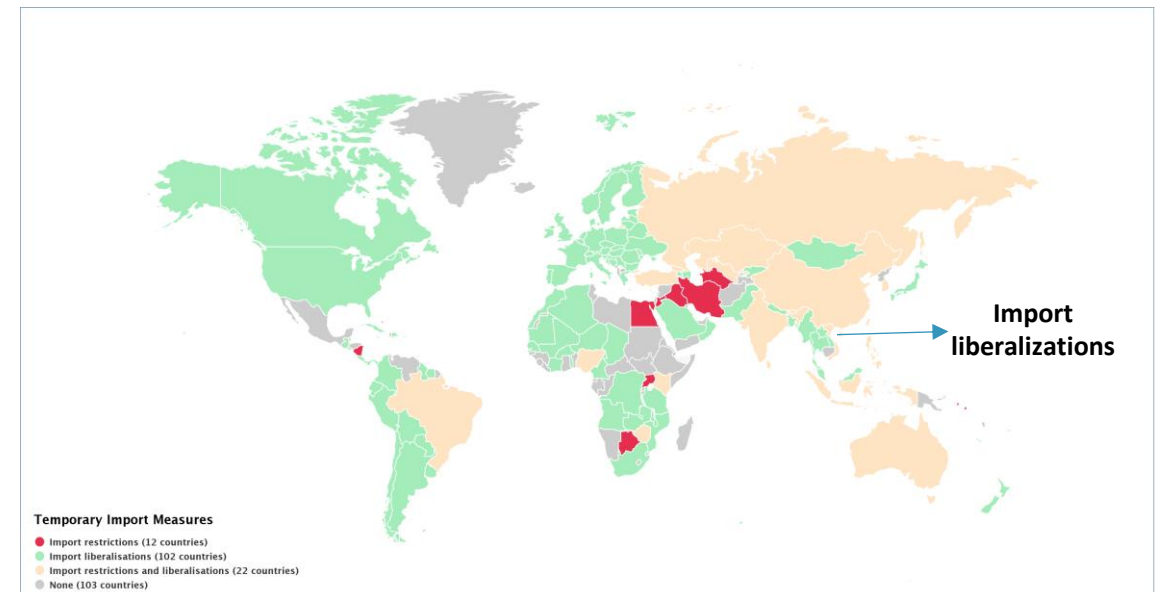 Import
liberalizations
Temporary Import Measures
Import restrictions (12 countries)
Import liberalisations (102 countries)
Import restrictions and liberalisations (22 countries)
None (103 countries)